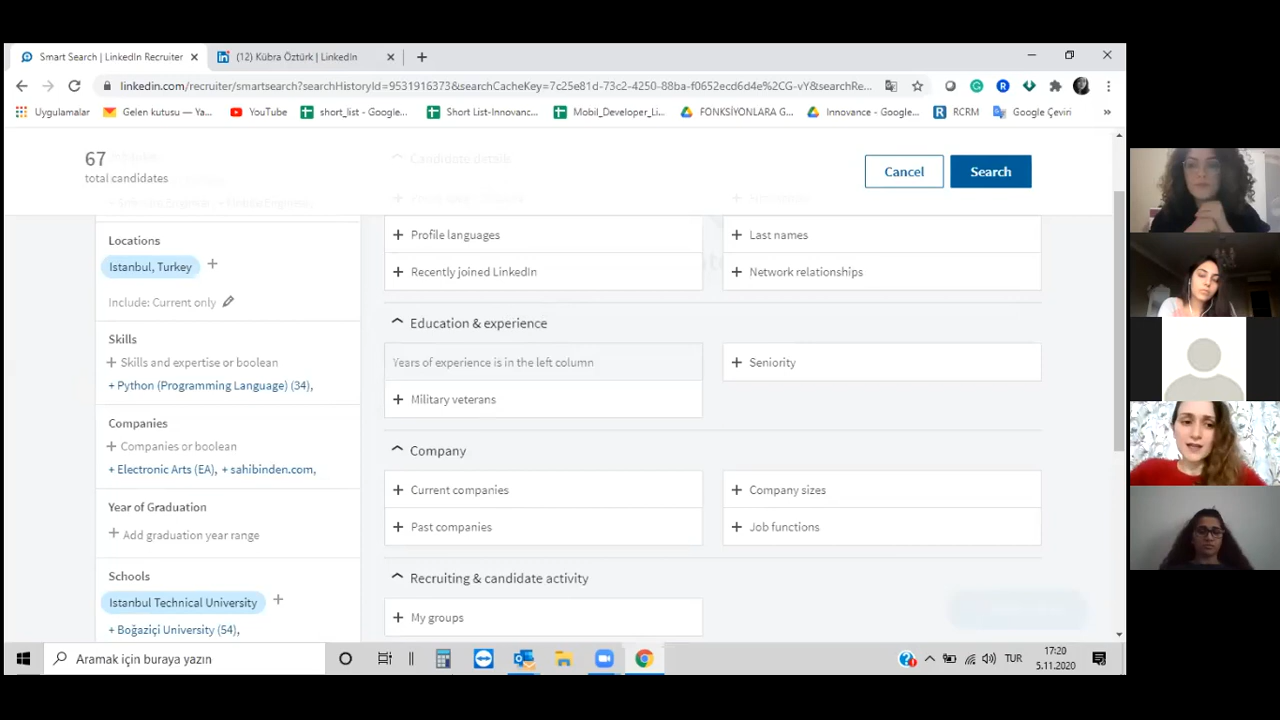 Smart Search | LinkedIn Recruiter
(12) Kübra Öztürk | LinkedIn
linkedin.com/recruiter/smartsearch?searchHistoryId=9531916373&searchCacheKey=7c25e81d-73c2-4250-88ba-f0652ecd6d4e%2CG-vY&searchRe...
Uygulamalar
Gelen kutusu — Ya...
YouTube
short_list - Google...
Short List-Innovanc...
Mobil_Developer_Li...
FONKSİYONLARA G...
Innovance - Google...
RCRM
Google Çeviri
67
total candidates
Candidate details
Cancel
Search
Locations
Istanbul, Turkey
Include: Current only
Skills
Skills and expertise or boolean
+ Python (Programming Language) (34),
Companies
Companies or boolean
+ Electronic Arts (EA), + sahibinden.com,
Year of Graduation
Add graduation year range
Schools
Istanbul Technical University
+ Boğaziçi University (54),
Profile languages
Last names
Recently joined LinkedIn
Network relationships
Education & experience
Years of experience is in the left column
Seniority
Military veterans
Company
Current companies
Company sizes
Past companies
Job functions
Recruiting & candidate activity
My groups
Aramak için buraya yazın
TUR
17:20
5.11.2020